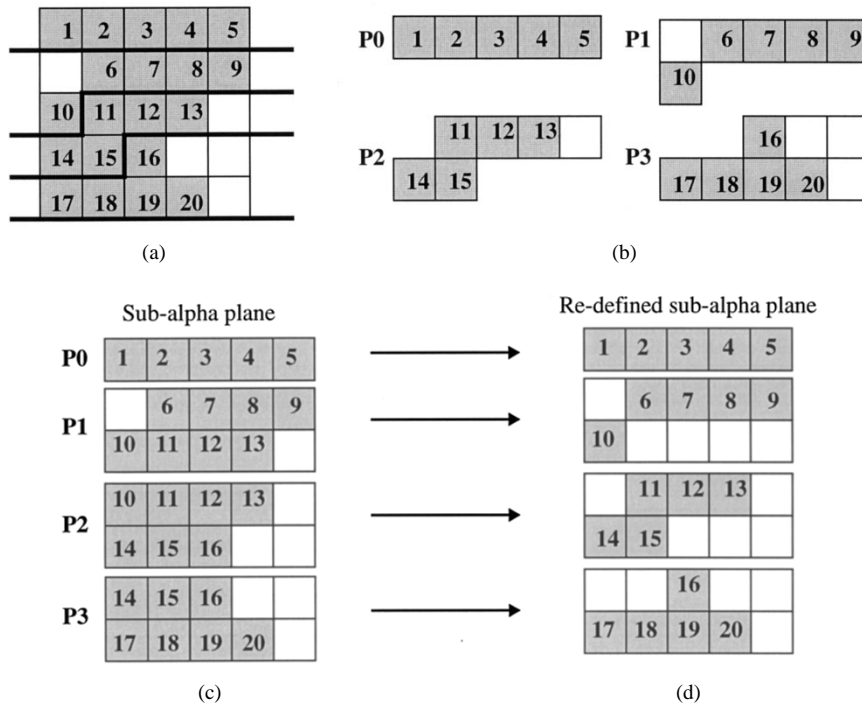 1 2 3 4 5
6 7 8 9
10 11 12 13
14 15 16
17 18 19 20
(a)
P0 1 2 3 4 5
P1 6 7 8 9
10
P2 11 12 13
14 15
P3 16
17 18 19 20
(b)
Sub-alpha plane
P0 1 2 3 4 5
P1 6 7 8 9
10 11 12 13
P2 10 11 12 13
14 15 16
P3 14 15 16
17 18 19 20
(c)
Re-defined sub-alpha plane
1 2 3 4 5
6 7 8 9
10
11 12 13
14 15
16
17 18 19 20
(d)